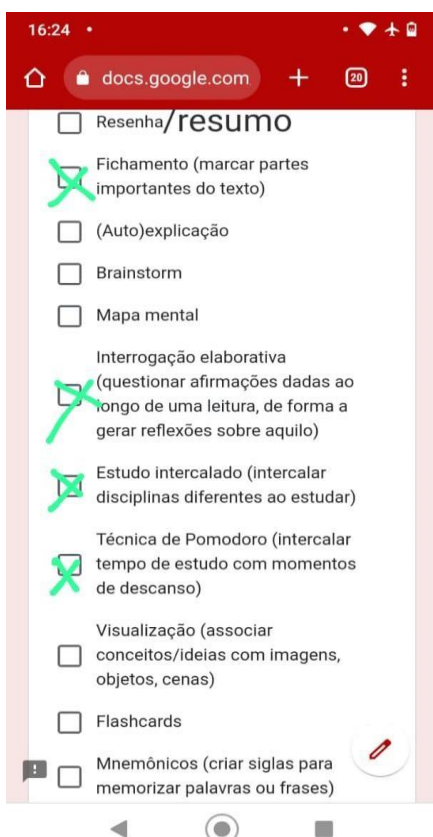 16:24
docs.google.com
20
Resenha/resumo
Fichamento (marcar partes
importantes do texto)
(Auto)explicação
Brainstorm
Mapa mental
Interrogação elaborativa
(questionar afirmações dadas ao
longo de uma leitura, de forma a
gerar reflexões sobre aquilo)
Estudo intercalado (intercalar
disciplinas diferentes ao estudar)
Técnica de Pomodoro (intercalar
tempo de estudo com momentos
de descanso)
Visualização (associar
conceitos/ideias com imagens,
objetos, cenas)
Flashcards
Mnemônicos (criar siglas para
memorizar palavras ou frases)